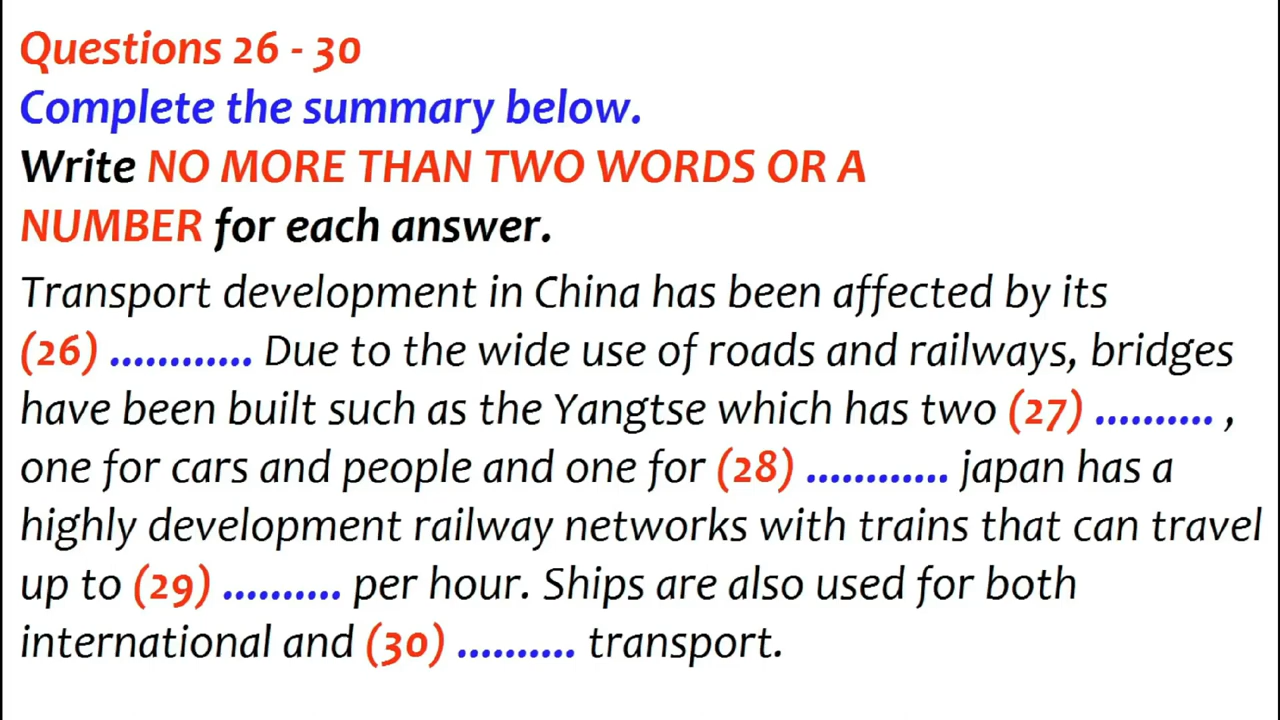 Questions 26 - 30
Complete the summary below.
Write NO MORE THAN TWO WORDS OR A
NUMBER for each answer.
Transport development in China has been affected by its
(26) ............ Due to the wide use of roads and railways, bridges
have been built such as the Yangtse which has two (27) .......... ,
one for cars and people and one for (28) ............ japan has a
highly development railway networks with trains that can travel
up to (29) .......... per hour. Ships are also used for both
international and (30) .......... transport.